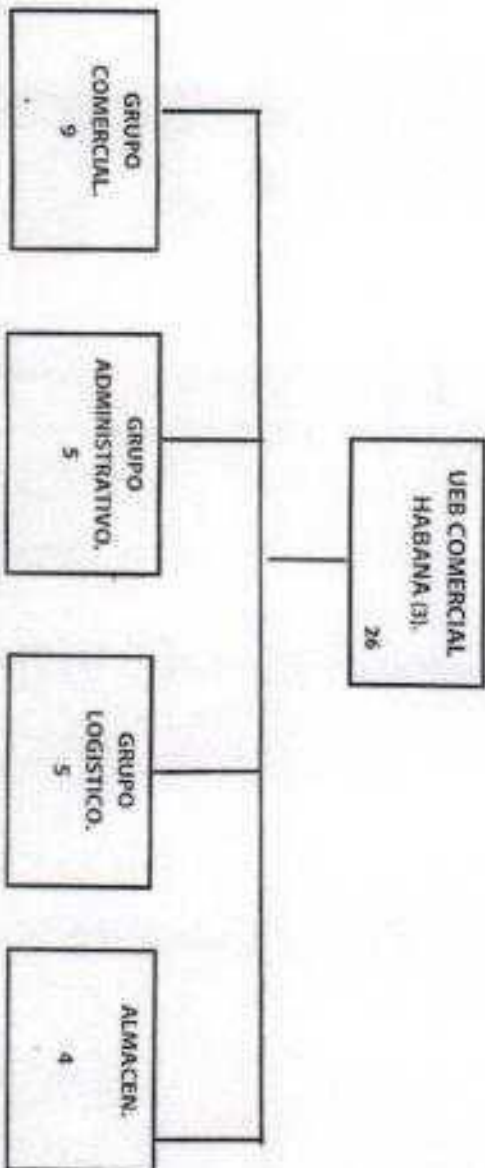 UEB COMERCIAL
HABANA (3).
26
GRUPO
COMERCIAL.
9
GRUPO
ADMINISTRATIVO.
5
GRUPO
LOGISTICO.
5
ALMACEN.
4